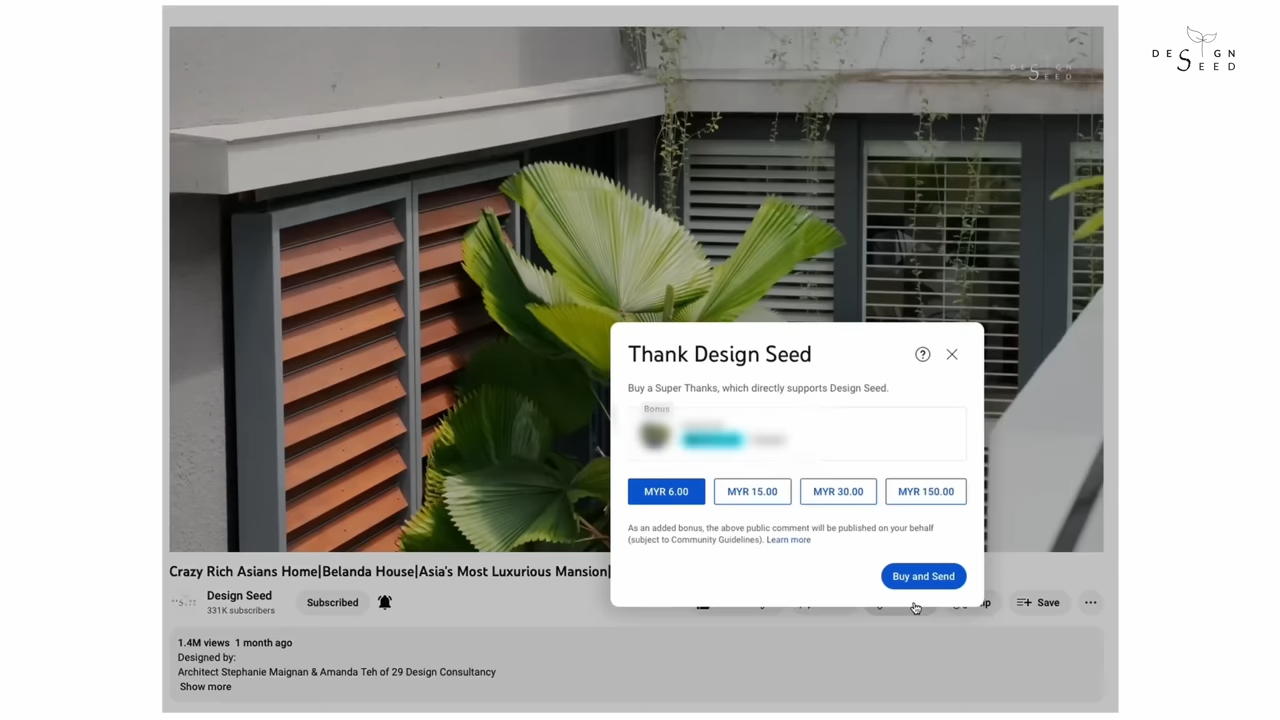 DESIGN
SEED
DESIGN
SEED
Thank Design Seed
Buy a Super Thanks, which directly supports Design Seed.
Bonus
MYR 6.00
MYR 15.00
MYR 30.00
MYR 150.00
As an added bonus, the above public comment will be published on your behalf
(subject to Community Guidelines). Learn more
Buy and Send
Crazy Rich Asians Home|Belanda House|Asia's Most Luxurious Mansion|
Design Seed
331K subscribers
Subscribed
Save
1.4M views 1 month ago
Designed by:
Architect Stephanie Maignan & Amanda Teh of 29 Design Consultancy
Show more